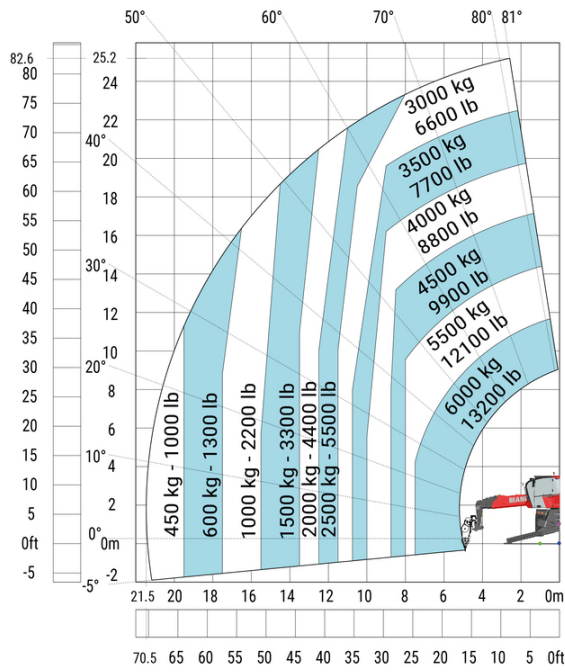 50° 60° 70° 80° 81°
82.6 25.2
80 24
75
22
70
40°
65 20
60 18
55
16
50
30° 14
45
40 12
35 10
30
20°
25 8
20 6
15
10° 4
10
5 2
0ft 0° 0m
-5 -5° -2
3000 kg
6600 lb
3500 kg
7700 lb
4000 kg
8800 lb
4500 kg
9900 lb
5500 kg
12100 lb
6000 kg
13200 lb
450 kg - 1000 lb
600 kg - 1300 lb
1000 kg - 2200 lb
1500 kg - 3300 lb
2000 kg - 4400 lb
2500 kg - 5500 lb
21.5 20 18 16 14 12 10 8 6 4 2 0m
70.5 65 60 55 50 45 40 35 30 25 20 15 10 5 0ft